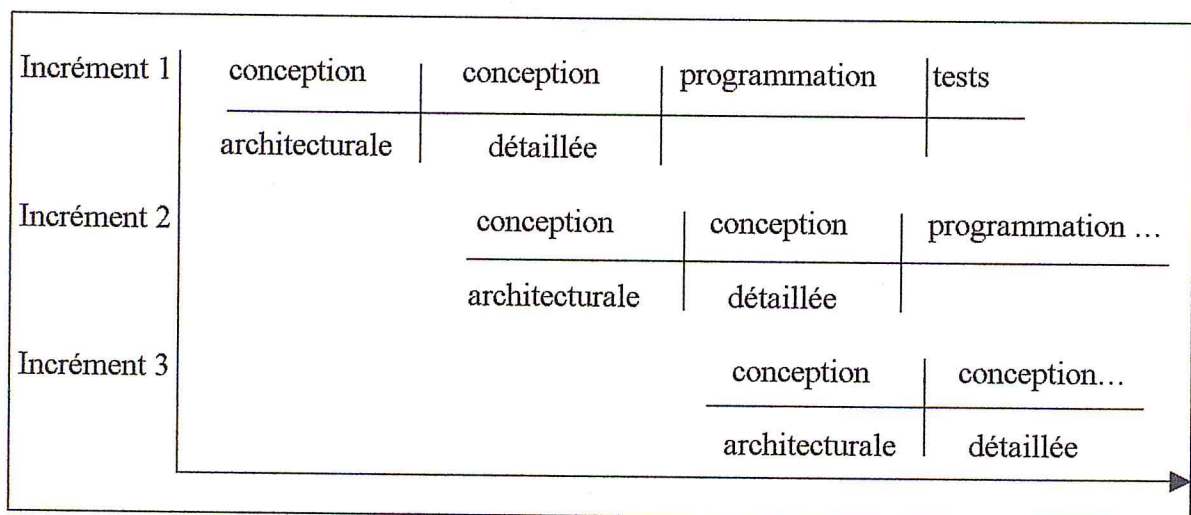 Incrément 1 conception conception programmation tests
architecturale détaillée
Incrément 2 conception conception programmation ...
architecturale détaillée
Incrément 3 conception conception...
architecturale détaillée